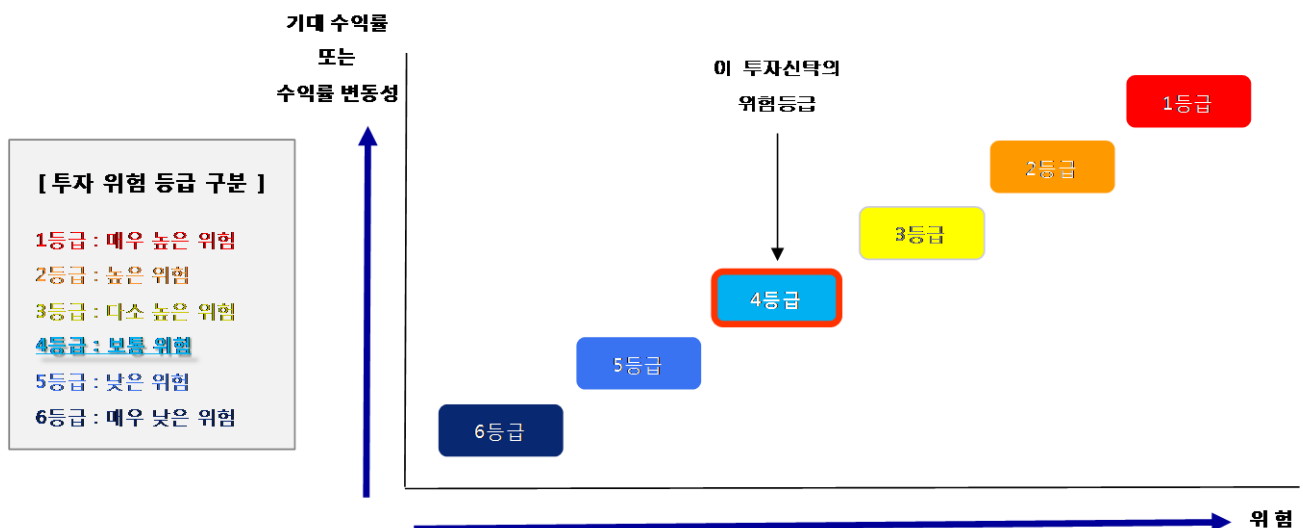 기대 수익률
또는
수익률 변동성
이 투자신탁의
위험등급
1등급
2등급
3등급
4등급
5등급
6등급
[ 투자 위험 등급 구분 ]
1등급 : 매우 높은 위험
2등급 : 높은 위험
3등급 : 다소 높은 위험
4등급 : 보통 위험
5등급 : 낮은 위험
6등급 : 매우 낮은 위험
위 험